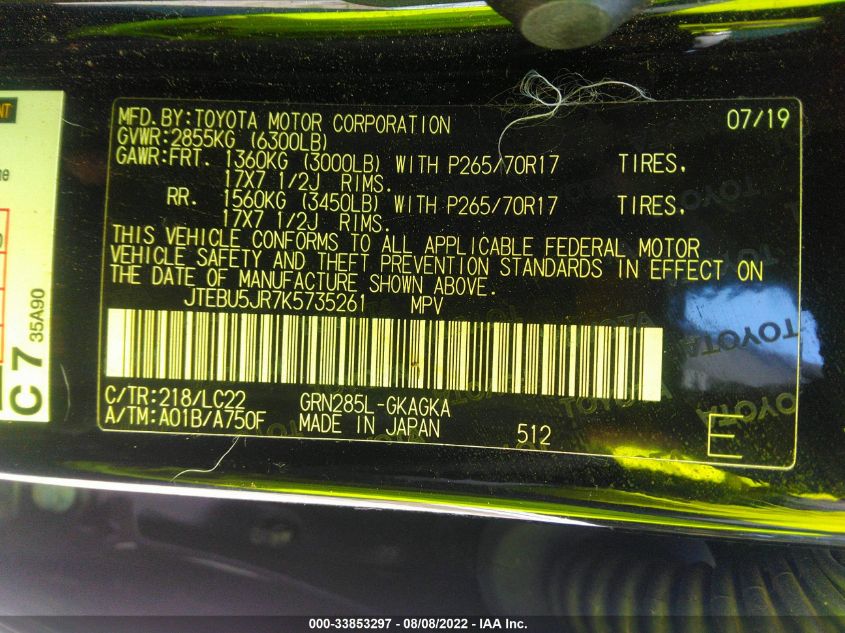 MFD.BY:TOYOTA MOTOR CORPORATION 07/19
GVWR:2855KG (6300LB)
GAWR:FRT. 1360KG (3000LB) WITH P265/70R17 TIRES,
17X7 1/2J RIMS.
RR. 1560KG (3450LB) WITH P265/70R17 TIRES,
17X7 1/2J RIMS.
THIS VEHICLE CONFORMS TO ALL APPLICABLE FEDERAL MOTOR
VEHICLE SAFETY AND THEFT PREVENTION STANDARDS IN EFFECT ON
THE DATE OF MANUFACTURE SHOWN ABOVE.
JTEBU5JR7K5735261 MPV
C/TR:218/LC22 GRN285L-GKAGKA
A/TM:A01B/A750F MADE IN JAPAN 512 E
C7
35A90
TOYOTA
TOYOTA
TOYOTA
000-33853297 - 08/08/2022 - IAA Inc.